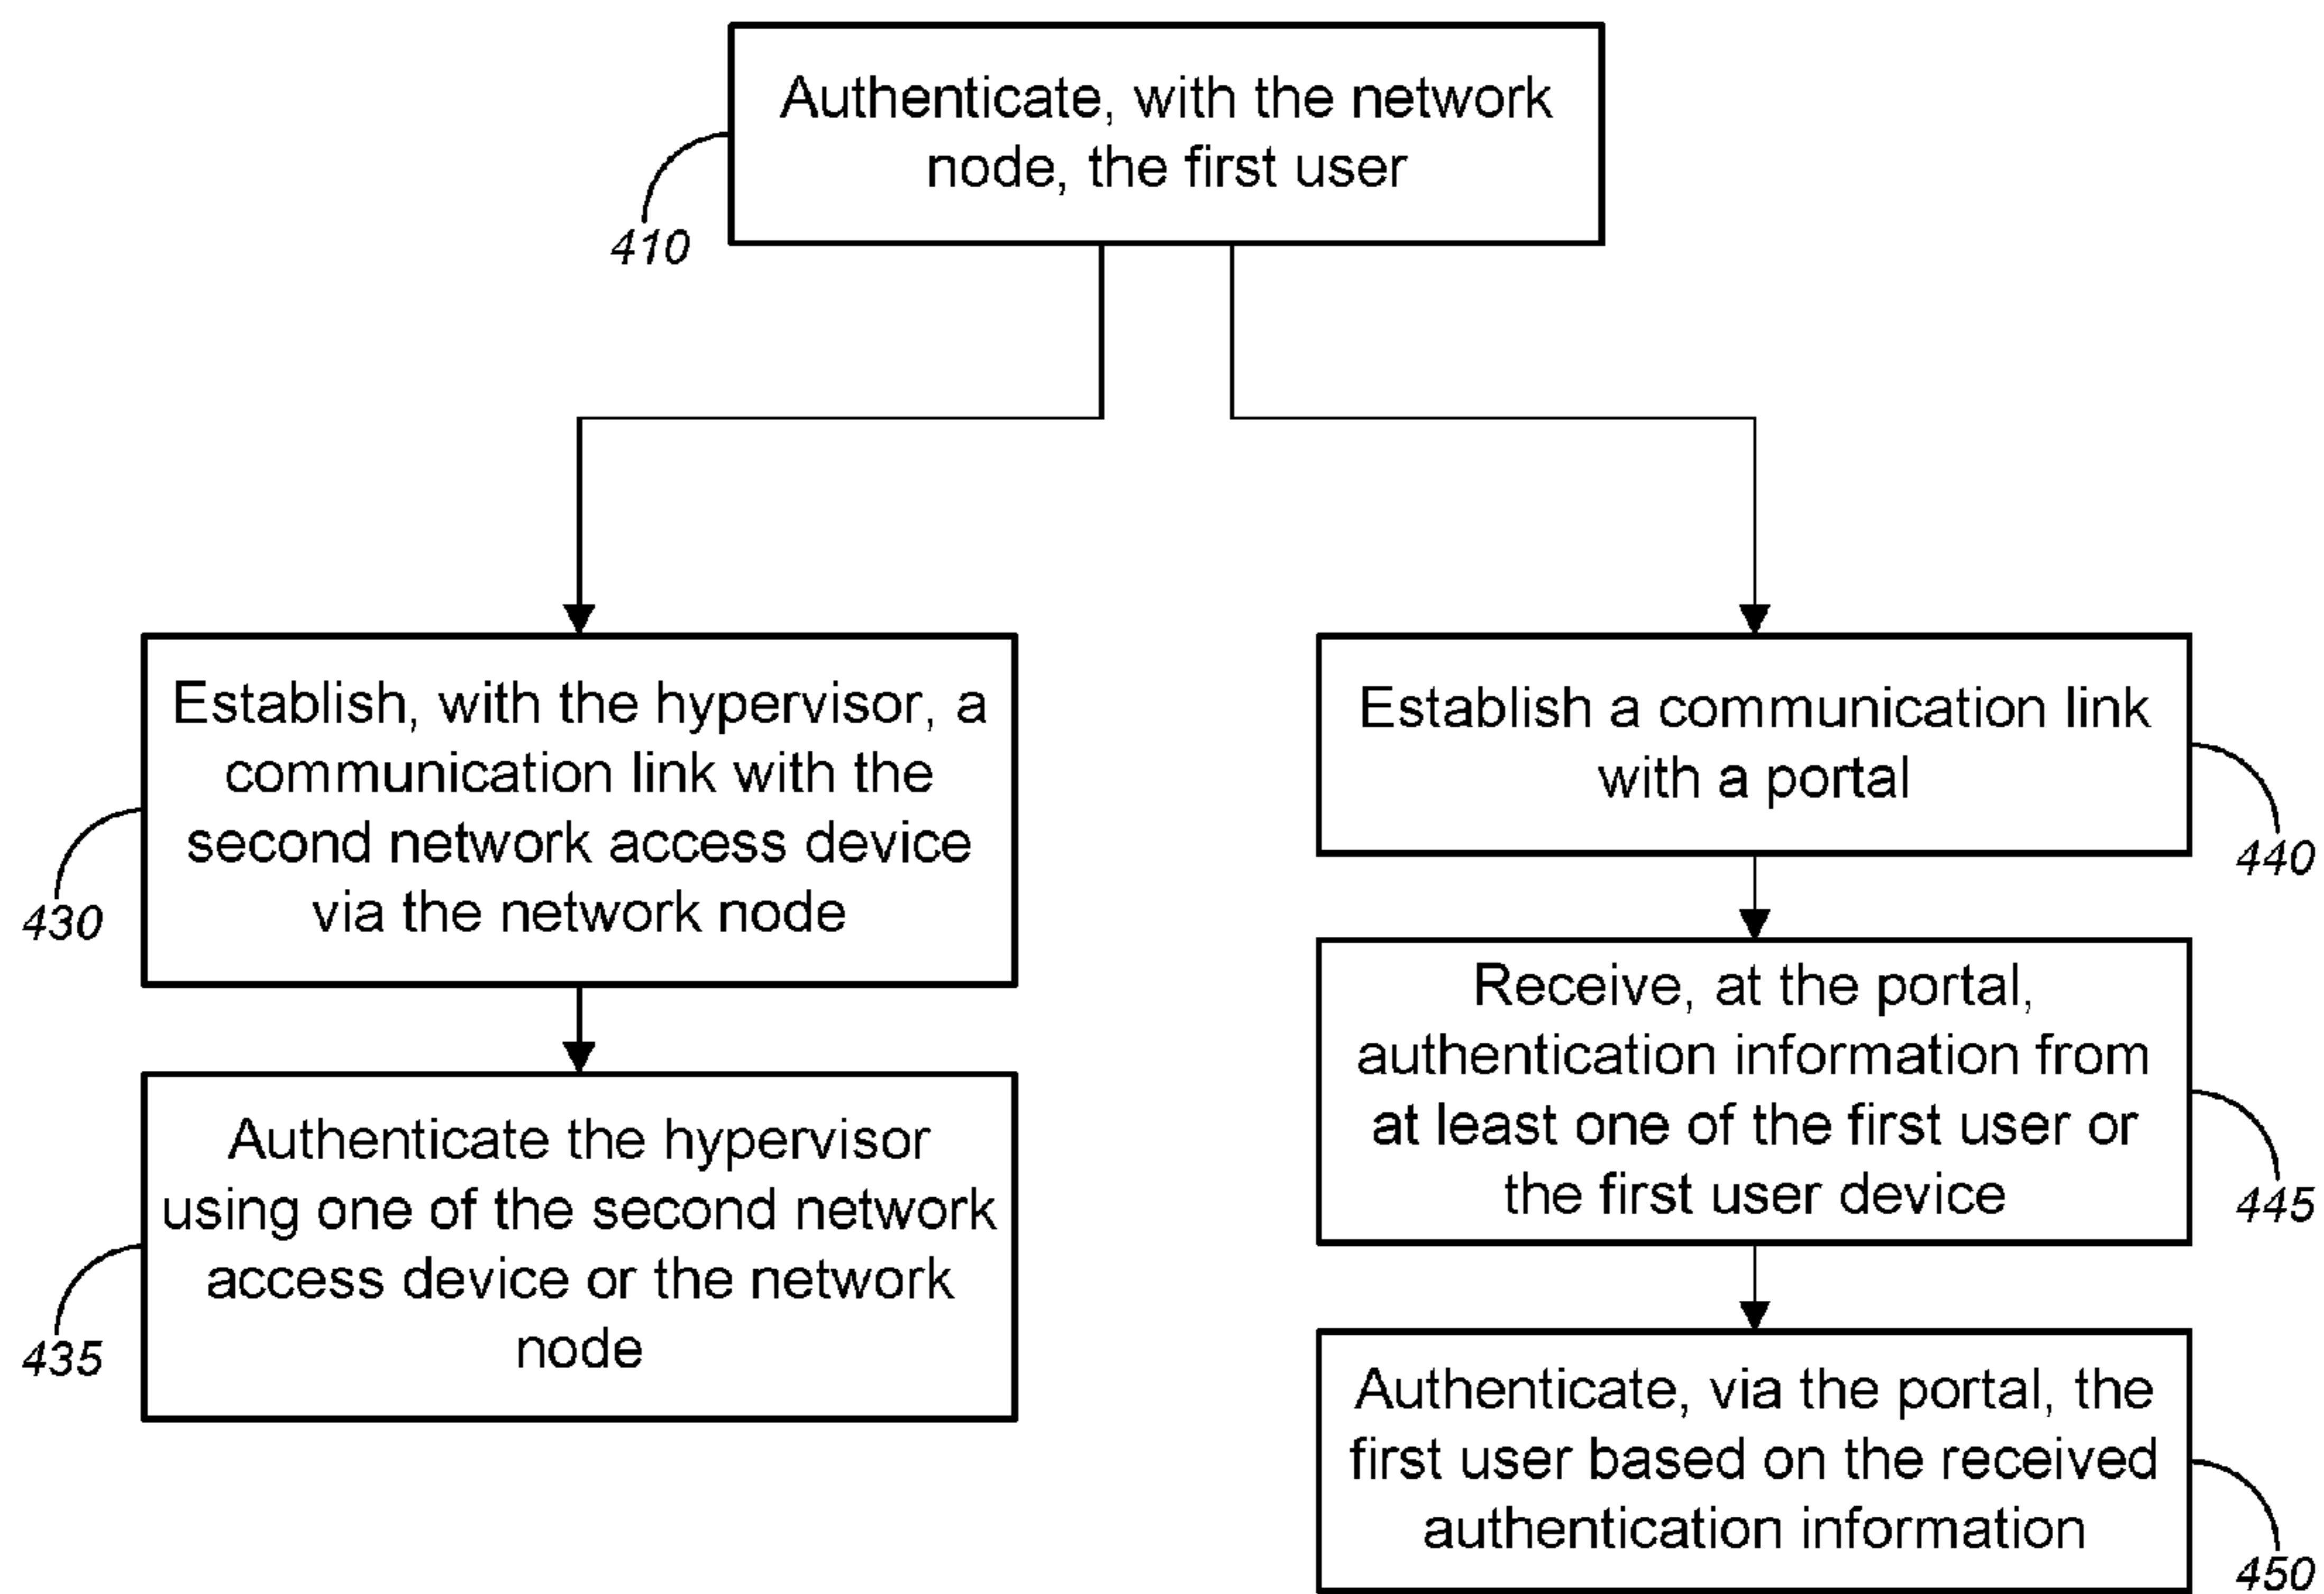 Authenticate, with the network
node, the first user
410
Establish, with the hypervisor, a
communication link with the
second network access device
via the network node
430
Authenticate the hypervisor
using one of the second network
access device or the network
node
435
Establish a communication link
with a portal
440
Receive, at the portal,
authentication information from
at least one of the first user or
the first user device
445
Authenticate, via the portal, the
first user based on the received
authentication information
450